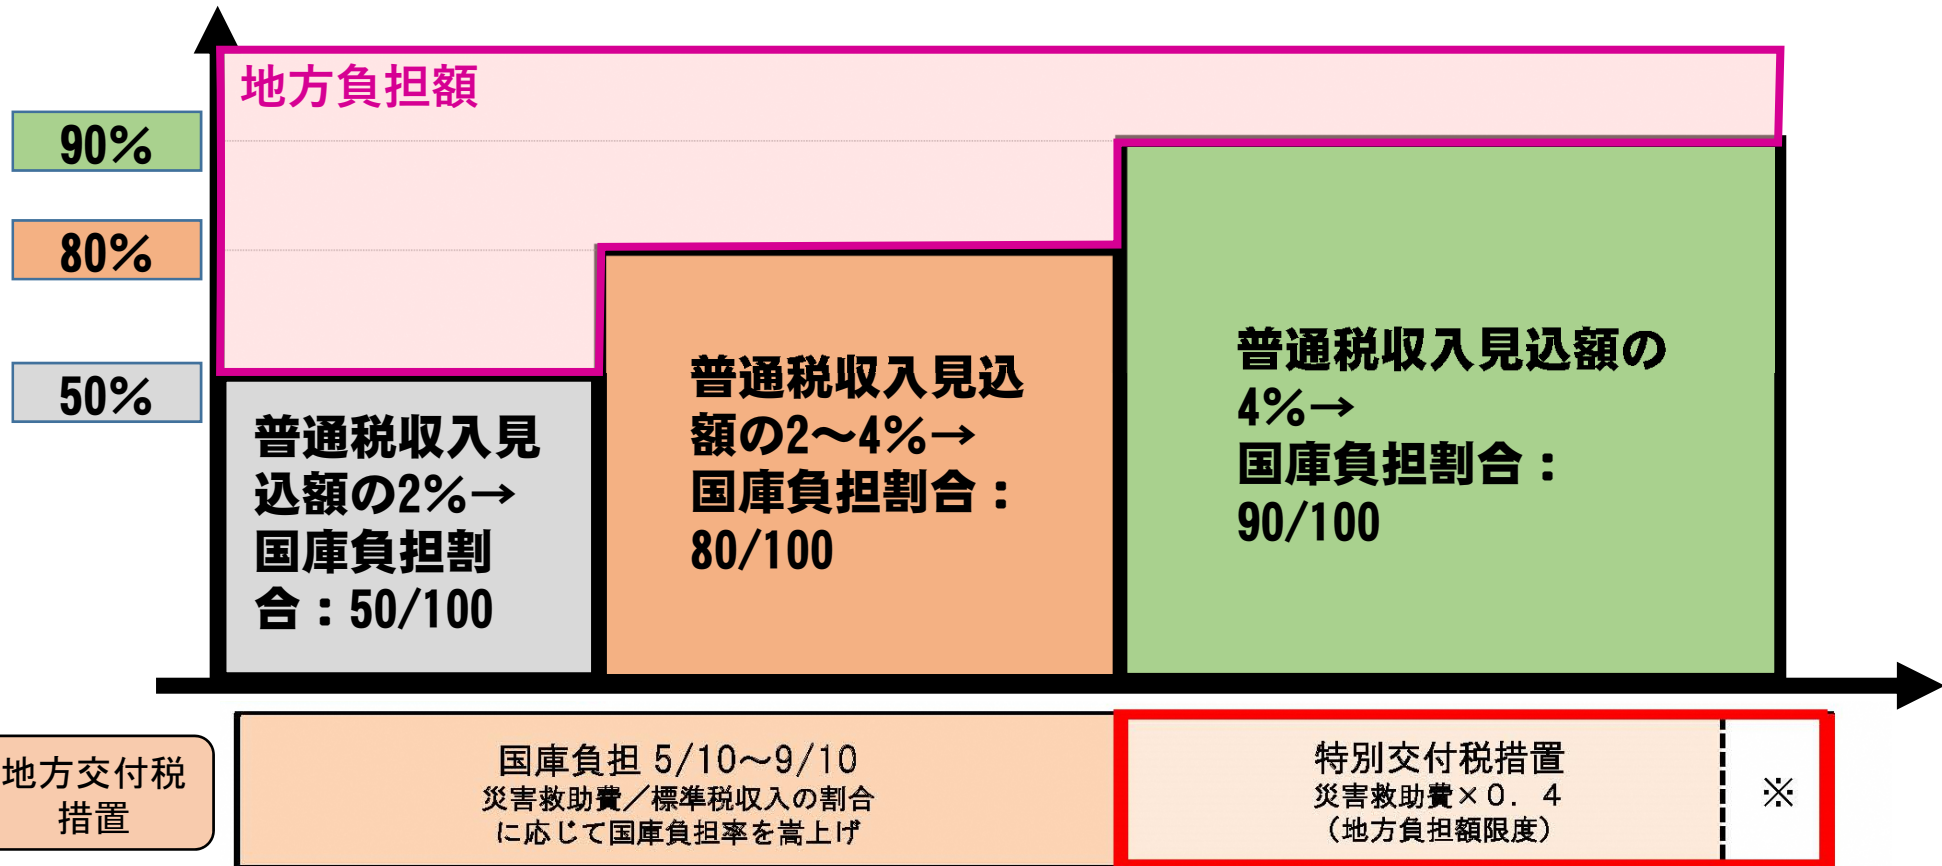 地方負担額
90%
80%
50%
普通税収入見
込額の2%→
国庫負担割
合：50/100
普通税収入見込
額の2～4%→
国庫負担割合：
80/100
普通税収入見込額の
4%→
国庫負担割合：
90/100
地方交付税
措置
国庫負担 5/10～9/10
災害救助費／標準税収入の割合
に応じて国庫負担率を嵩上げ
特別交付税措置
災害救助費×0．4
（地方負担額限度）
※